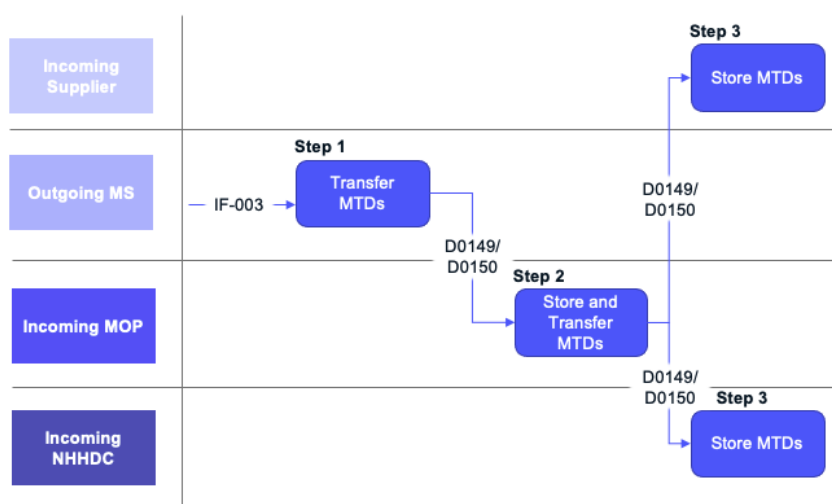 Step 3
Incoming
Supplier
Store MTDs
Step 1
Outgoing MS
IF-003
Transfer
MTDs
D0149/
D0150
D0149/
D0150
Step 2
Incoming MOP
Store and
Transfer
MTDs
D0149/
D0150
Step 3
Incoming
NHHDC
Store MTDs